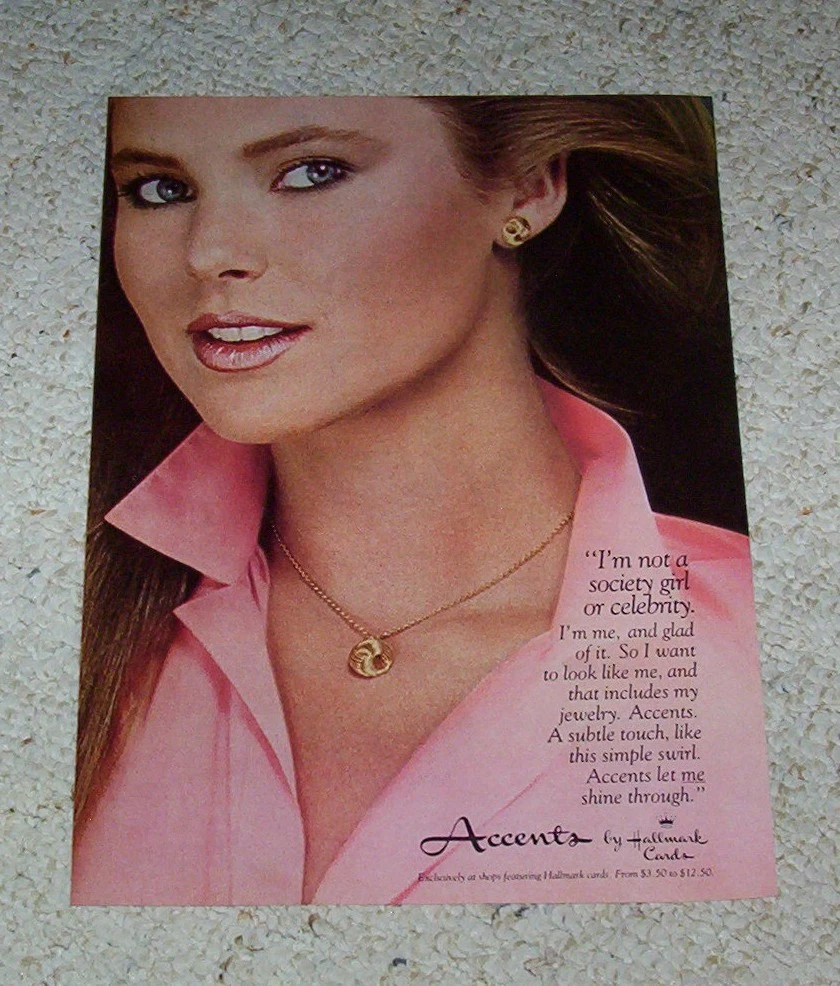 “I'm not a
society girl
or celebrity.
I'm me, and glad
of it. So I want
to look like me, and
that includes my
jewelry. Accents.
A subtle touch, like
this simple swirl.
Accents let me
shine through.”
Accents by Hallmark
Cards
Exclusively at shops featuring Hallmark cards. From $3.50 to $12.50.